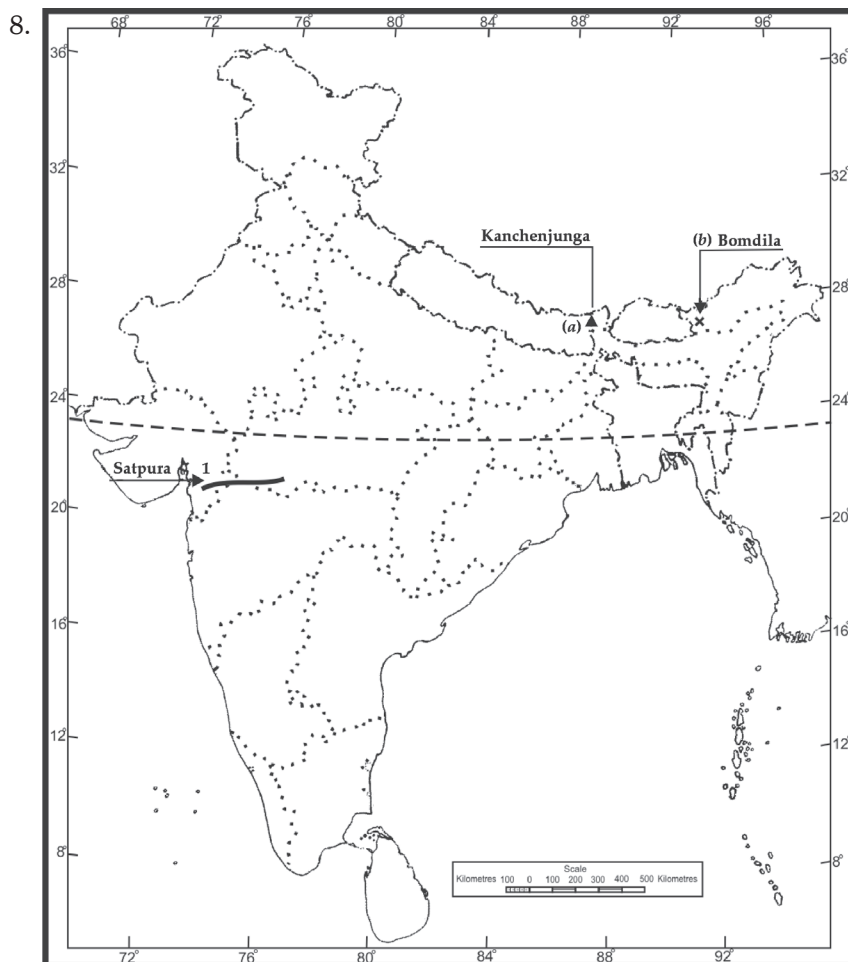 8.
68° 72° 76° 80° 84° 88° 92° 96°
36° 36°
32° 32°
Kanchenjunga
(b) Bomdila
28° 28°
(a)
24° 24°
Satpura 1
20° 20°
16° 16°
12° 12°
8° 8°
Scale
Kilometres 100 0 100 200 300 400 500 Kilometres
72° 76° 80° 84° 88° 92°